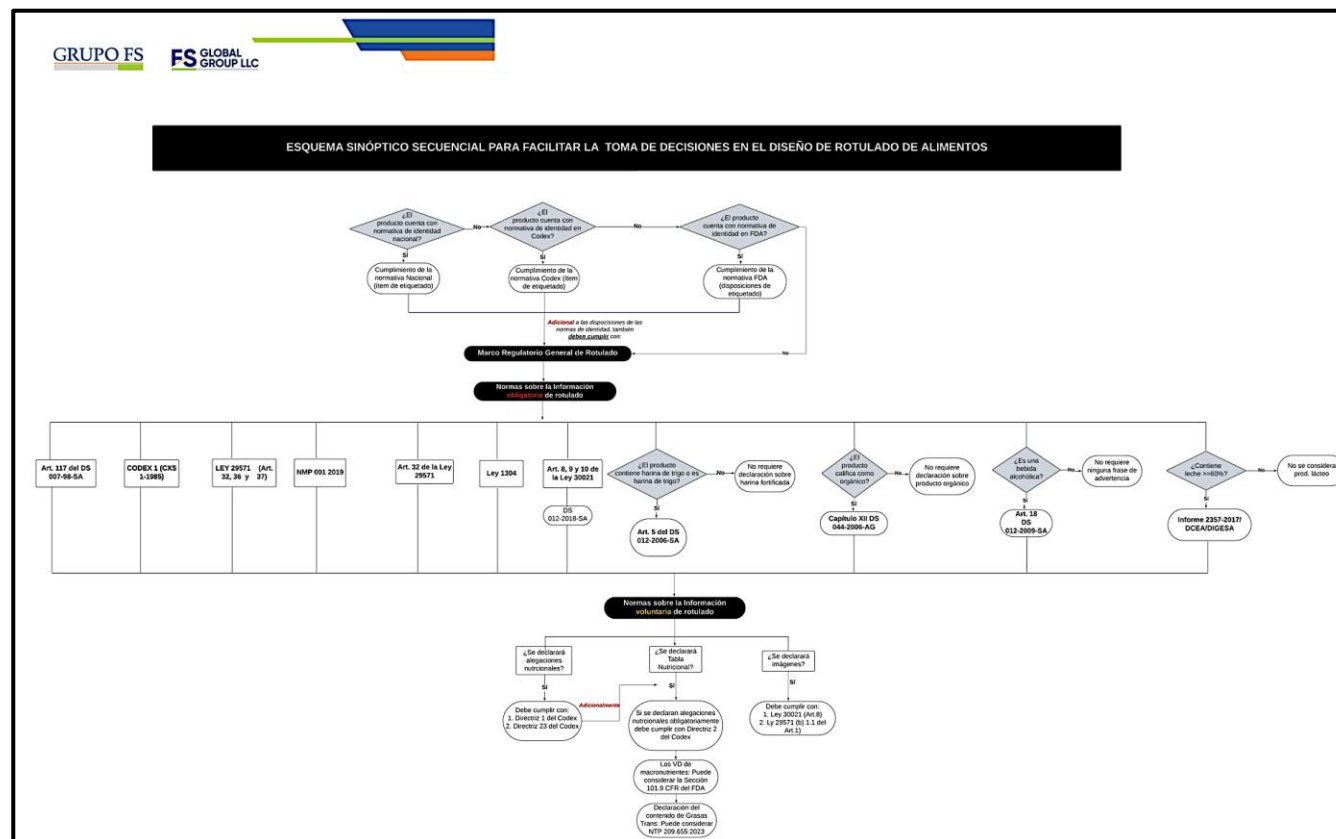 GRUPO FS
FS GLOBAL
GROUP LLC
ESQUEMA SINÓPTICO SECUENCIAL PARA FACILITAR LA TOMA DE DECISIONES EN EL DISEÑO DE ROTULADO DE ALIMENTOS
¿El
producto cuenta con
normativa de identidad
nacional?
No
¿El
producto cuenta con
normativa de identidad en
Codex?
No
¿El producto
cuenta con normativa de
identidad en FDA?
Sí
Sí
Sí
Cumplimiento de la
normativa Nacional
(ítem de etiquetado)
Cumplimiento de la
normativa Codex (ítem
de etiquetado)
Cumplimiento de la
normativa FDA
(disposiciones de
etiquetado)
Adicional a las disposiciones de las
normas de identidad, también
deben cumplir con:
Marco Regulatorio General de Rotulado
No
Normas sobre la Información
obligatoria de rotulado
Art. 117 del DS
007-98-SA
CODEX 1 (CXS
1-1985)
LEY 29571 (Art.
32, 36 y 37)
NMP 001 2019
Art. 32 de la Ley
29571
Ley 1304
Art. 8, 9 y 10 de
la Ley 30021
DS
012-2018-SA
¿El producto
contiene harina de trigo o es
harina de trigo?
No
No requiere
declaración sobre
harina fortificada
Sí
Art. 5 del DS
012-2006-SA
¿El
producto
califica como
orgánico?
No
No requiere
declaración sobre
producto orgánico
Sí
Capítulo XII DS
044-2006-AG
¿Es una
bebida
alcohólica?
No
No requiere
ninguna frase de
advertencia
Sí
Art. 18
DS
012-2009-SA
¿Contiene
leche >=60%?
No
No se considera
prod. lácteo
Sí
Informe 2357-2017/
DCEA/DIGESA
Normas sobre la Información
voluntaria de rotulado
¿Se declarará
alegaciones
nutrcionales?
¿Se declarará
Tabla
Nutricional?
¿Se declarará
imágenes?
Sí
Sí
Sí
Debe cumplir con:
1. Directriz 1 del Codex
2. Directriz 23 del Codex
Adicionalmente
Si se declaran alegaciones
nutrcionales obligatoriamente
debe cumplir con Directriz 2
del Codex
Debe cumplir con:
1. Ley 30021 (Art.8)
2. Ly 29571 (b) 1.1 del
Art.1)
Los VD de
macronutrientes: Puede
considerar la Sección
101.9 CFR del FDA
Declaración del
contenido de Grasas
Trans: Puede considerar
NTP 209.655:2023